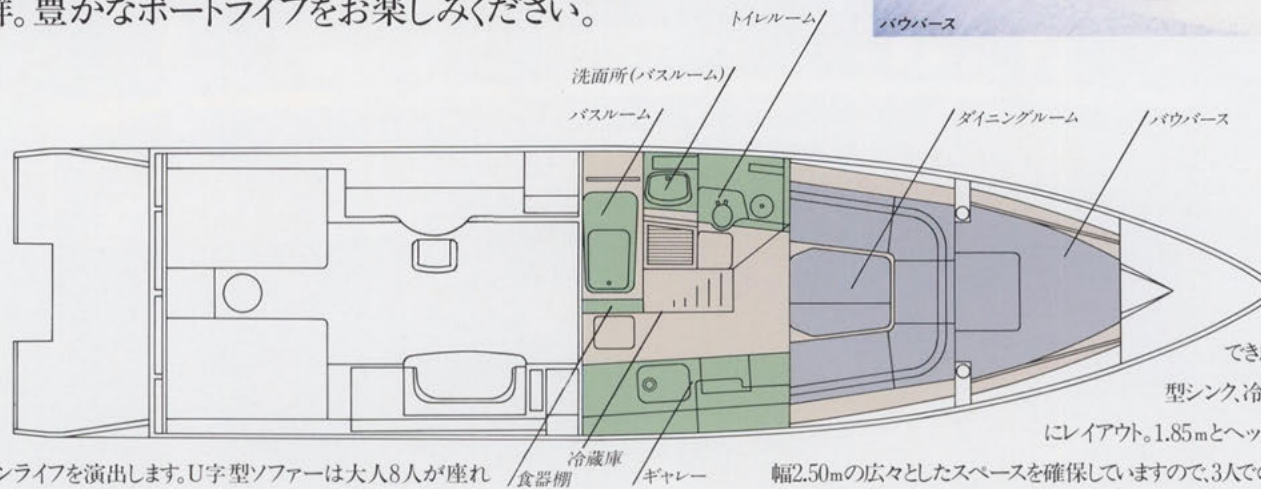 。豊かなボートライフをお楽しみください。
バウバース
トイレルーム
洗面所(バスルーム)
バスルーム
ダイニングルーム
バウバース
でき
型シンク、冷
にレイアウト。1.85mとヘッ
ンライフを演出します。U字型ソファーは大人8人が座れ
食器棚
冷蔵庫
ギャレー
幅2.50mの広々としたスペースを確保していますので、3人での